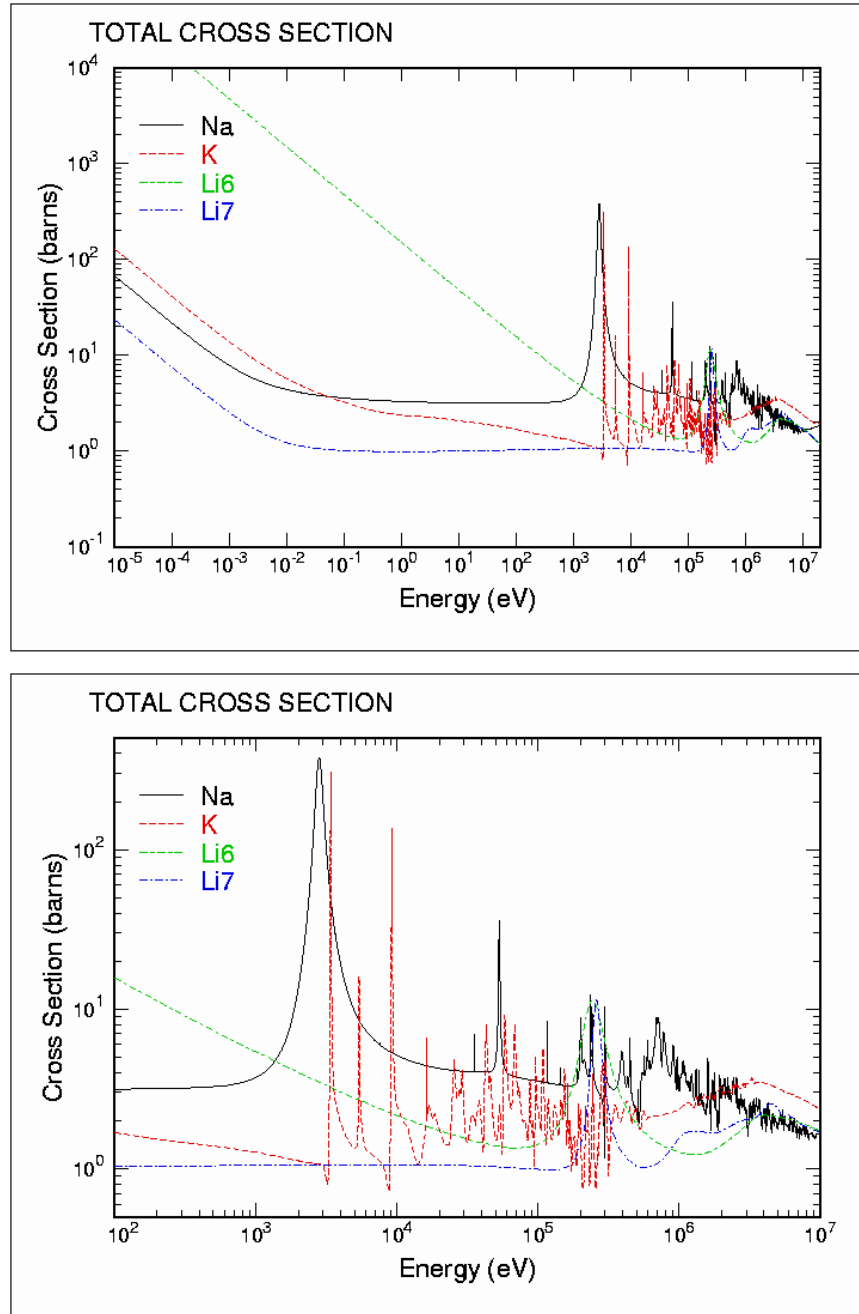 TOTAL CROSS SECTION
10^4
10^3
10^2
10^1
10^0
10^-1
Cross Section (barns)
Na
K
Li6
Li7
10^-5 10^-4 10^-3 10^-2 10^-1 10^0 10^1 10^2 10^3 10^4 10^5 10^6 10^7
Energy (eV)
TOTAL CROSS SECTION
10^2
10^1
10^0
Cross Section (barns)
Na
K
Li6
Li7
10^2 10^3 10^4 10^5 10^6 10^7
Energy (eV)